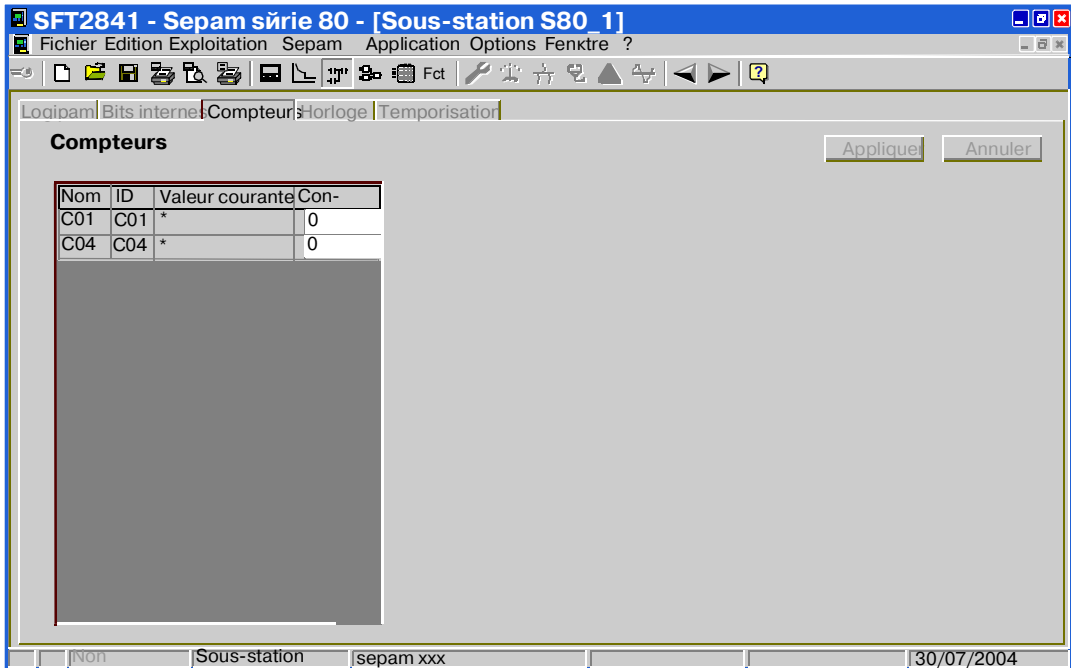 SFT2841 - Sepam sйrie 80 - [Sous-station S80_1]
Fichier Edition Exploitation Sepam Application Options Fenкtre ?
Fct
Logipam Bits internes Compteurs Horloge Temporisation
Compteurs
Appliquer Annuler
Nom ID Valeur courante Con-
C01 C01 * 0
C04 C04 * 0
Non Sous-station sepam xxx 30/07/2004